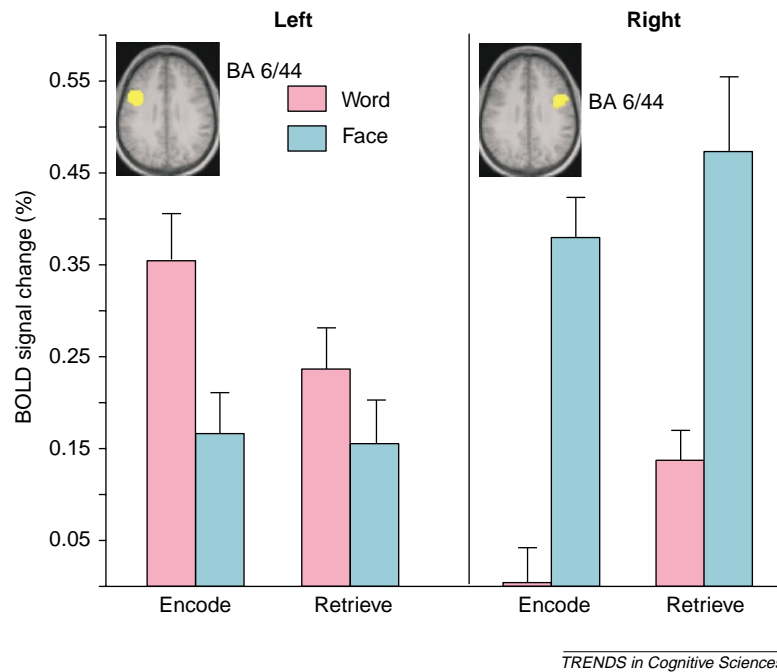 Left
Right
BA 6/44
BA 6/44
Word
Face
BOLD signal change (%)
0.55
0.45
0.35
0.25
0.15
0.05
Encode
Retrieve
Encode
Retrieve
TRENDS in Cognitive Sciences